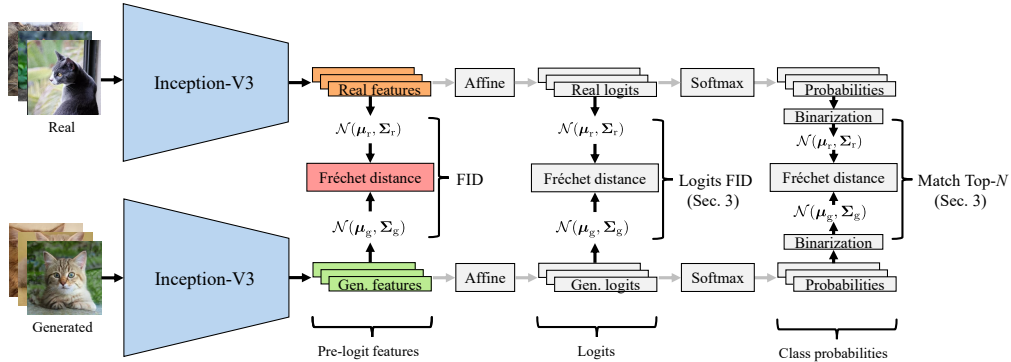 Inception-V3
Real features
Affine
Real logits
Softmax
Probabilities
Real
Binarization
𝒩(μr, Σr)
𝒩(μr, Σr)
𝒩(μr, Σr)
Fréchet distance
FID
Fréchet distance
Logits FID
(Sec. 3)
Fréchet distance
Match Top-N
(Sec. 3)
𝒩(μg, Σg)
𝒩(μg, Σg)
𝒩(μg, Σg)
Binarization
Inception-V3
Gen. features
Affine
Gen. logits
Softmax
Probabilities
Generated
Pre-logit features
Logits
Class probabilities